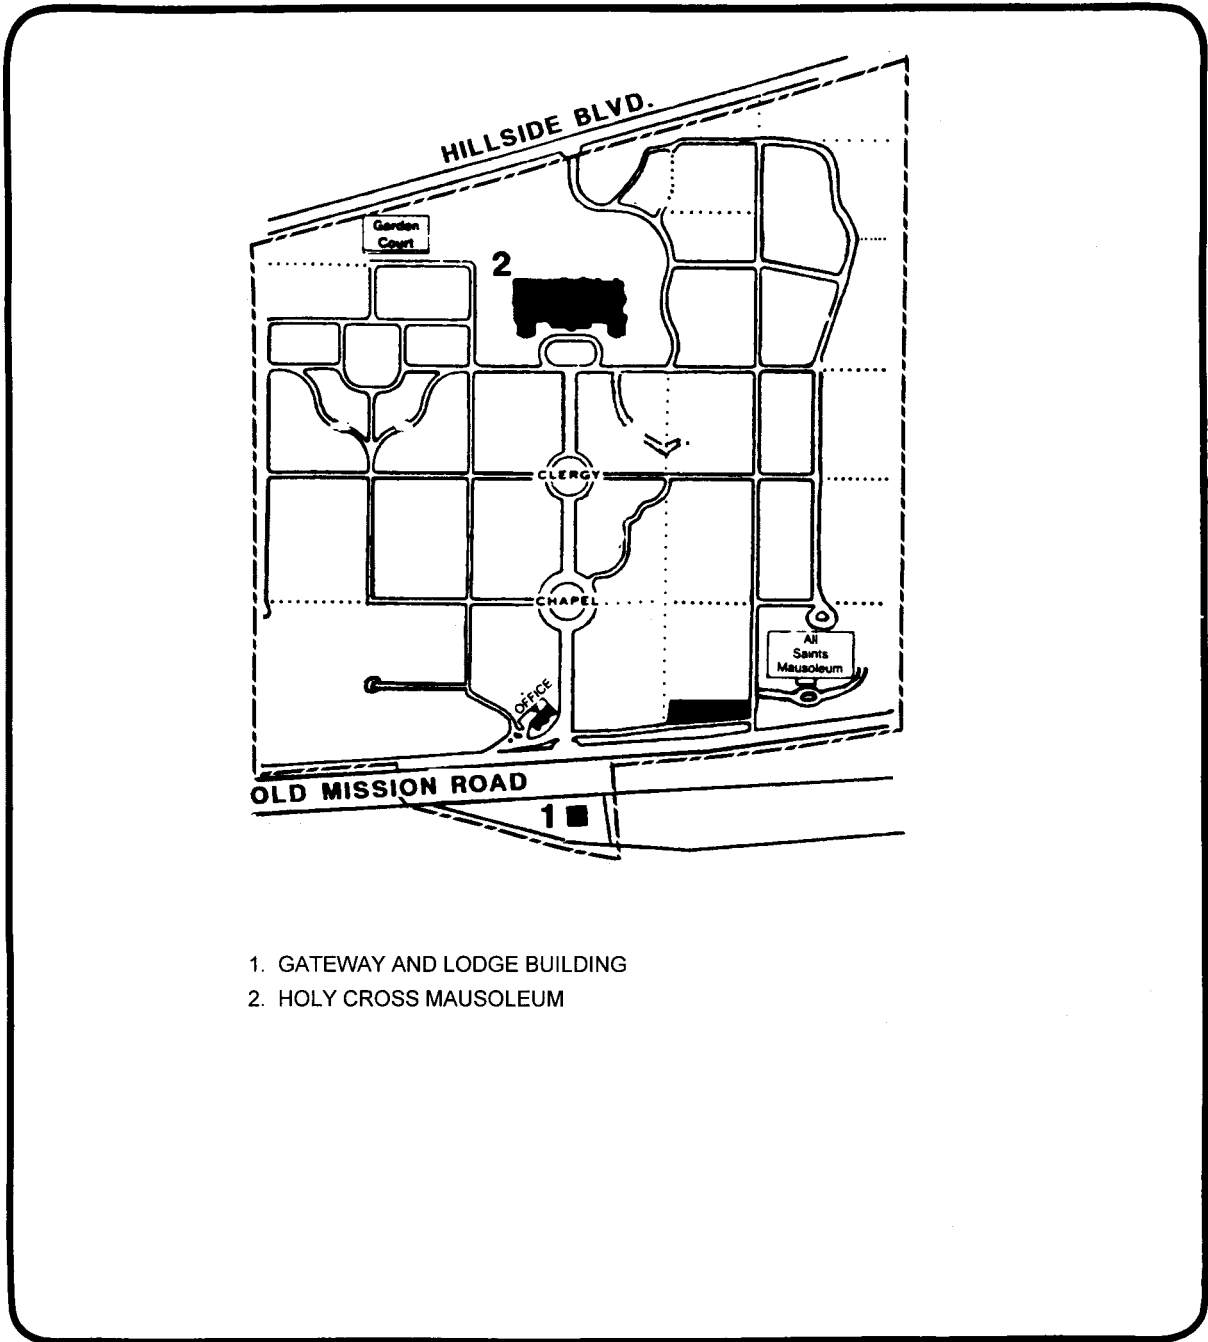 HILLSIDE BLVD.
Garden
Court
2
CLERGY
CHAPEL
All
Saints
Mausoleum
OFFICE
OLD MISSION ROAD
1
1. GATEWAY AND LODGE BUILDING
2. HOLY CROSS MAUSOLEUM